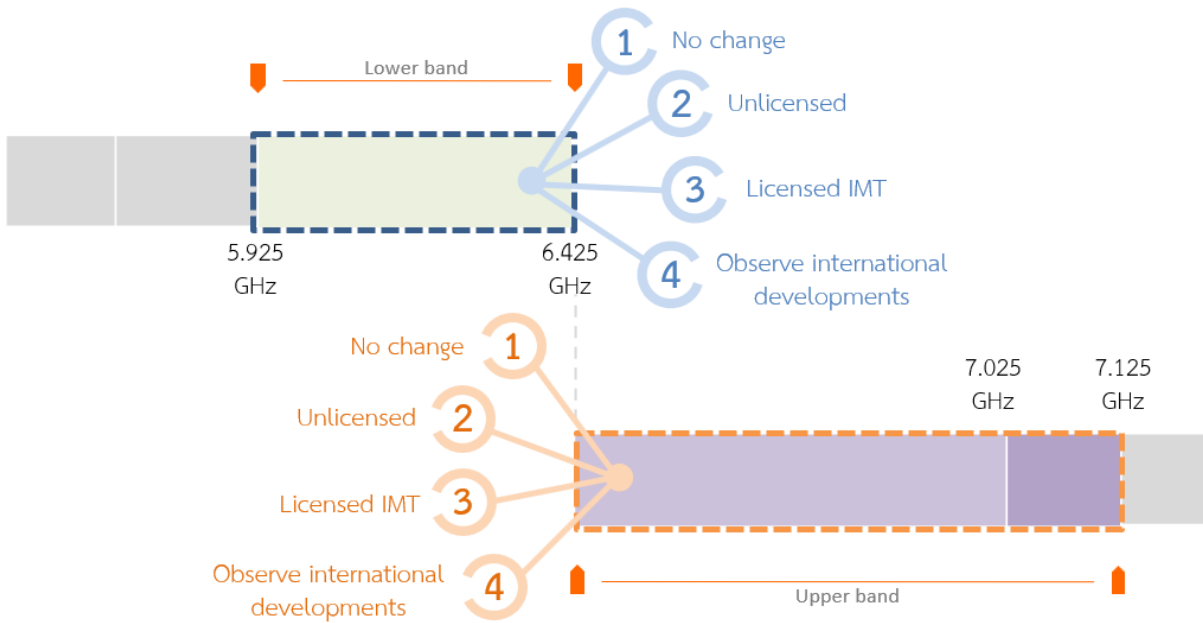 Lower band
1 No change
2 Unlicensed
3 Licensed IMT
4 Observe international
developments
5.925
GHz
6.425
GHz
No change 1
Unlicensed 2
Licensed IMT 3
Observe international
developments 4
7.025
GHz
7.125
GHz
Upper band